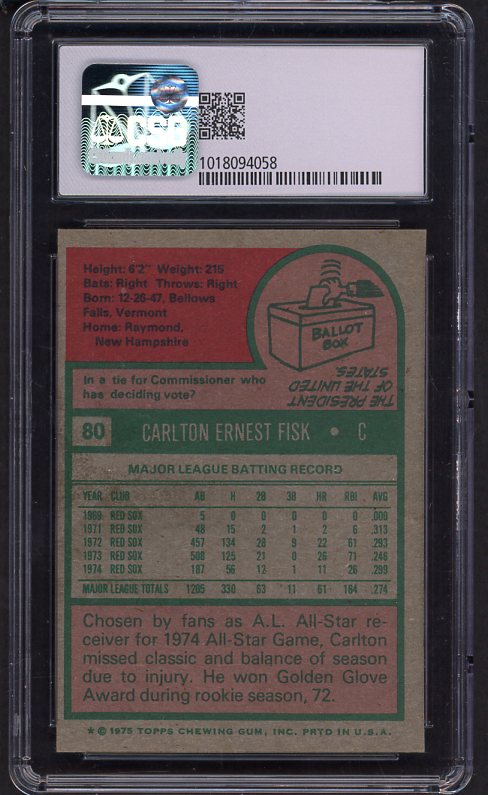 CSG
1018094058
Height: 6'2" Weight: 215
Bats: Right Throws: Right
Born: 12-26-47, Bellows
Falls, Vermont
Home: Raymond,
New Hampshire
BALLOT
BOX
In a tie for Commissioner who
has deciding vote?
THE PRESIDENT
OF THE UNITED
STATES.
80 CARLTON ERNEST FISK • C
MAJOR LEAGUE BATTING RECORD
YEAR CLUB AB H 2B 3B HR RBI AVG
1969 RED SOX 5 0 0 0 0 0 .000
1971 RED SOX 48 15 2 1 2 6 .313
1972 RED SOX 457 134 28 9 22 61 .293
1973 RED SOX 508 125 21 0 26 71 .246
1974 RED SOX 187 56 12 1 11 26 .299
MAJOR LEAGUE TOTALS 1205 330 63 11 61 164 .274
Chosen by fans as A.L. All-Star re-
ceiver for 1974 All-Star Game, Carlton
missed classic and balance of season
due to injury. He won Golden Glove
Award during rookie season, 72.
* © 1975 TOPPS CHEWING GUM, INC. PRTD IN U.S.A.